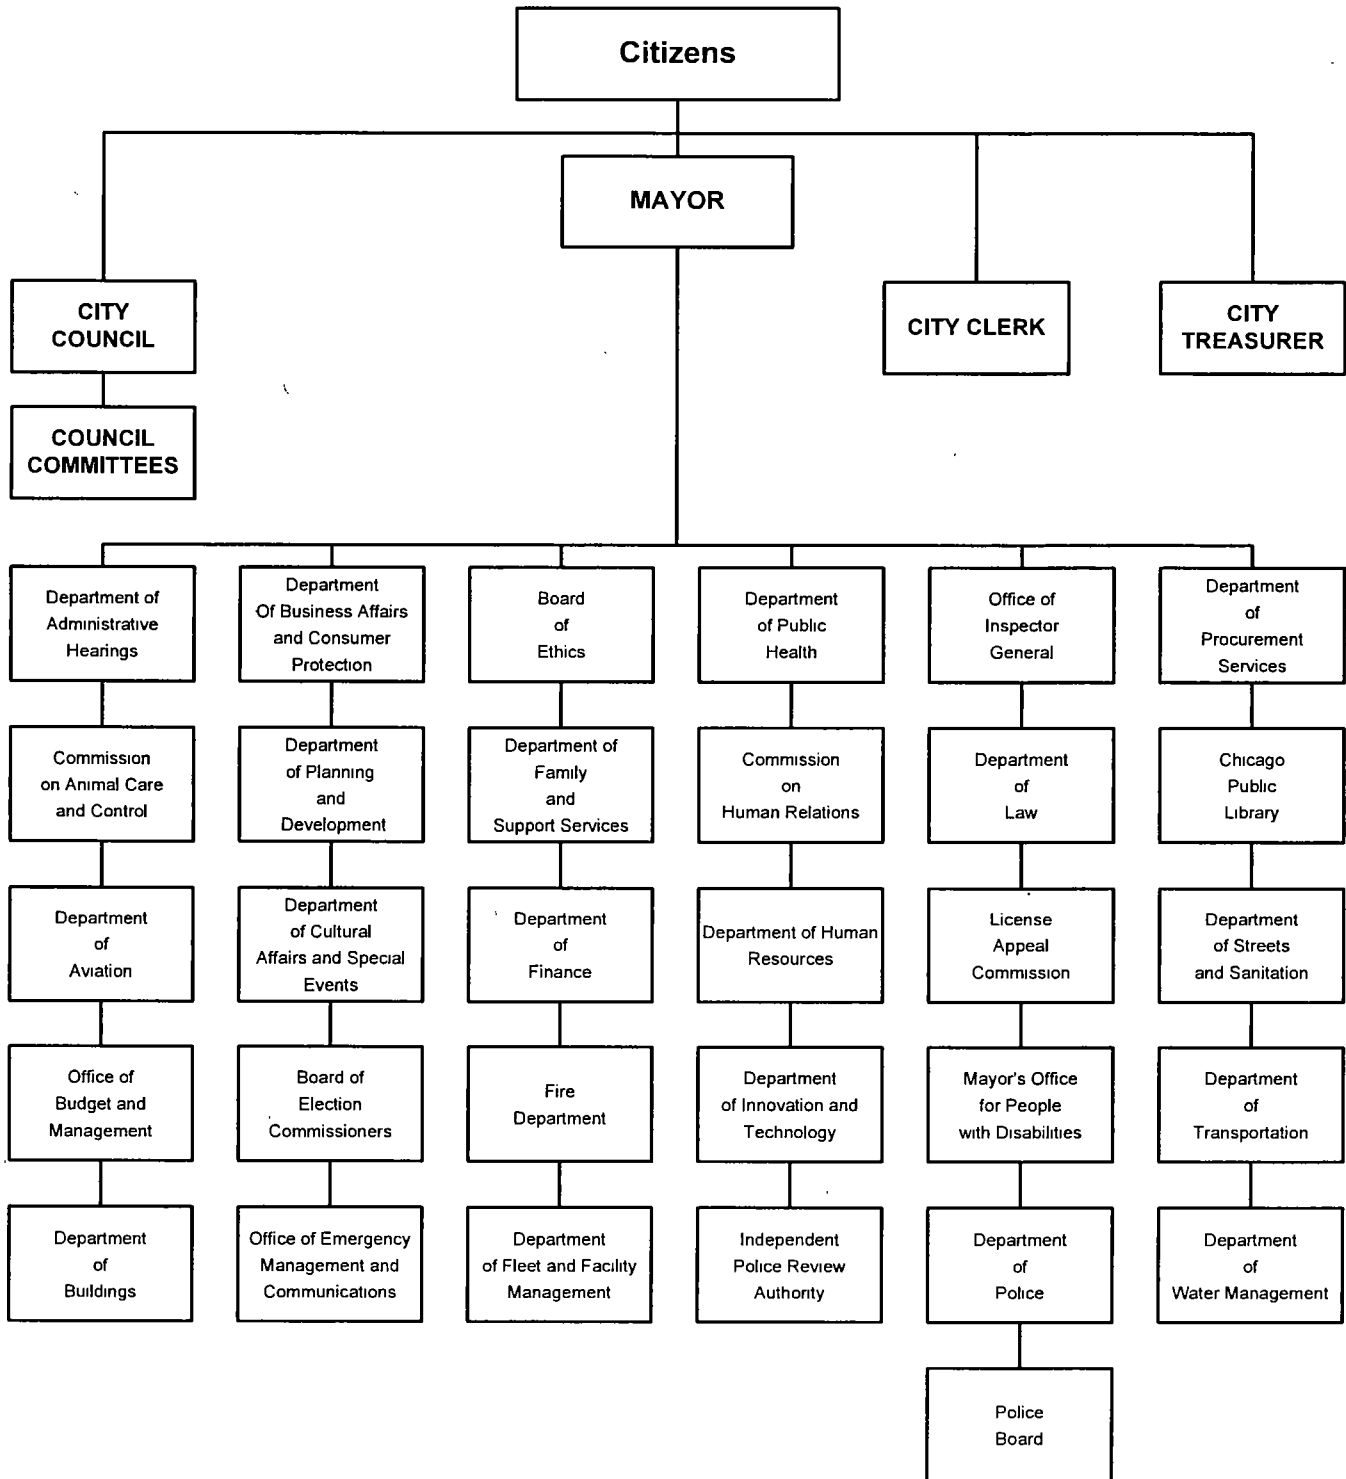 Citizens
MAYOR
CITY
COUNCIL
CITY CLERK
CITY
TREASURER
COUNCIL
COMMITTEES
Department of
Administrative
Hearings
Department
Of Business Affairs
and Consumer
Protection
Board
of
Ethics
Department
of Public
Health
Office of
Inspector
General
Department
of
Procurement
Services
Commission
on Animal Care
and Control
Department
of Planning
and
Development
Department of
Family
and
Support Services
Commission
on
Human Relations
Department
of
Law
Chicago
Public
Library
Department
of
Aviation
Department
of Cultural
Affairs and Special
Events
Department
of
Finance
Department of Human
Resources
License
Appeal
Commission
Department
of Streets
and Sanitation
Office of
Budget and
Management
Board of
Election
Commissioners
Fire
Department
Department
of Innovation and
Technology
Mayor's Office
for People
with Disabilities
Department
of
Transportation
Department
of
Buildings
Office of Emergency
Management and
Communications
Department
of Fleet and Facility
Management
Independent
Police Review
Authority
Department
of
Police
Department
of
Water Management
Police
Board